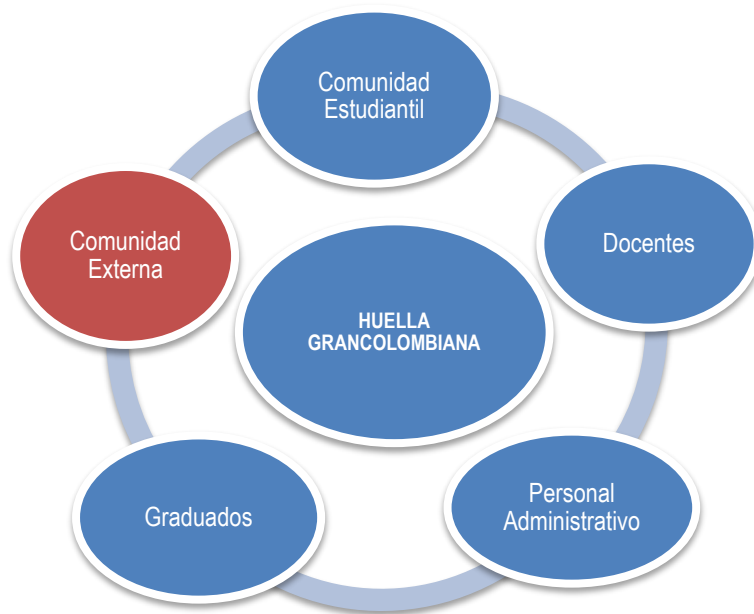 Comunidad
Estudiantil
Docentes
Comunidad
Externa
HUELLA
GRANCOLOMBIANA
Personal
Administrativo
Graduados